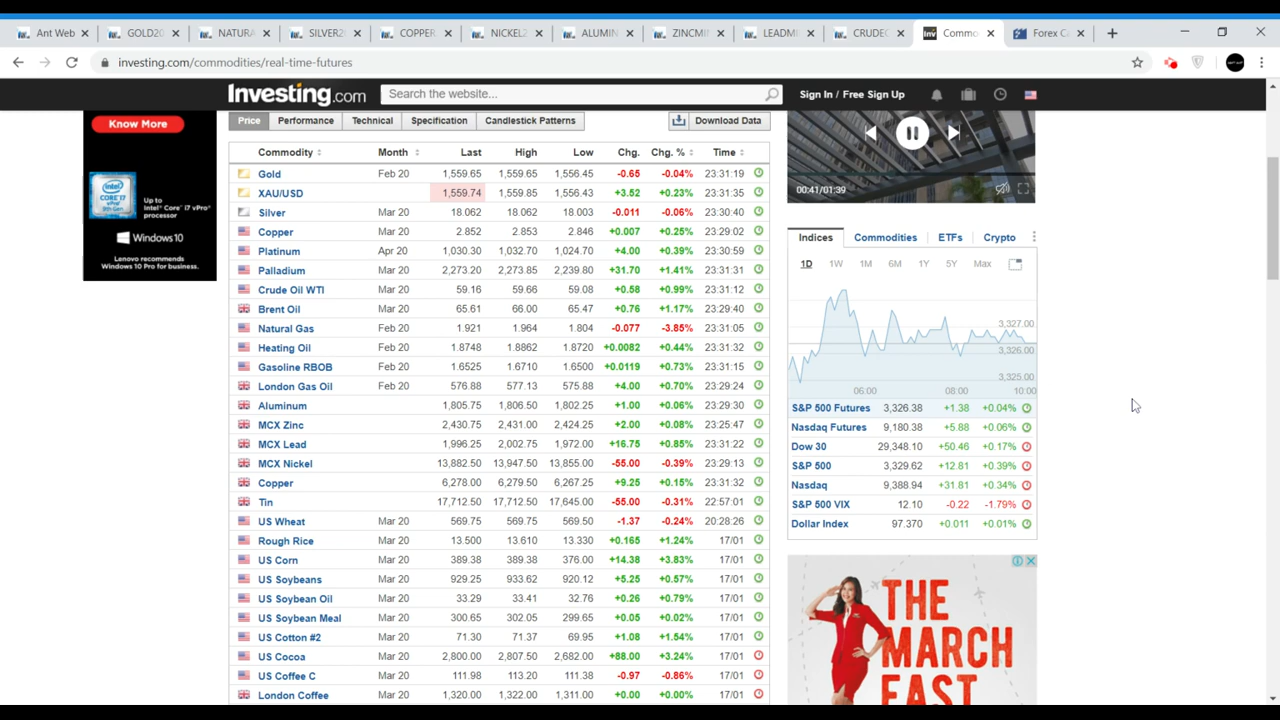 Ant Web
GOLD20
NATURA
SILVER2
COPPER
NICKEL2
ALUMIN
ZINCMI
LEADMI
CRUDEC
Inv Commo
Forex C
investing.com/commodities/real-time-futures
Investing.com
Search the website...
Sign In / Free Sign Up
Know More
intel
CORE i7
vPro
9th Gen
Up to
Intel® Core™ i7 vPro®
processor
Windows 10
Lenovo recommends
Windows 10 Pro for business.
Price Performance Technical Specification Candlestick Patterns Download Data
Commodity Month Last High Low Chg. Chg. % Time
Gold Feb 20 1,559.65 1,559.65 1,556.45 -0.65 -0.04% 23:31:19
XAU/USD 1,559.74 1,559.85 1,556.43 +3.52 +0.23% 23:31:35
Silver Mar 20 18.062 18.062 18.003 -0.011 -0.06% 23:30:40
Copper Mar 20 2.852 2.853 2.846 +0.007 +0.25% 23:29:02
Platinum Apr 20 1,030.30 1,032.70 1,024.70 +4.00 +0.39% 23:30:59
Palladium Mar 20 2,273.20 2,273.85 2,239.80 +31.70 +1.41% 23:31:31
Crude Oil WTI Mar 20 59.16 59.66 59.08 +0.58 +0.99% 23:31:12
Brent Oil Mar 20 65.61 66.00 65.47 +0.76 +1.17% 23:29:40
Natural Gas Feb 20 1.921 1.964 1.804 -0.077 -3.85% 23:31:05
Heating Oil Feb 20 1.8748 1.8862 1.8720 +0.0082 +0.44% 23:31:32
Gasoline RBOB Feb 20 1.6525 1.6710 1.6500 +0.0119 +0.73% 23:31:15
London Gas Oil Feb 20 576.88 577.13 575.88 +4.00 +0.70% 23:29:24
Aluminum 1,805.75 1,806.50 1,802.25 +1.00 +0.06% 23:29:30
MCX Zinc 2,430.75 2,431.00 2,424.25 +2.00 +0.08% 23:25:47
MCX Lead 1,996.25 2,002.75 1,972.00 +16.75 +0.85% 23:31:22
MCX Nickel 13,882.50 13,947.50 13,855.00 -55.00 -0.39% 23:29:13
Copper 6,278.00 6,279.50 6,267.25 +9.25 +0.15% 23:31:32
Tin 17,712.50 17,712.50 17,645.00 -55.00 -0.31% 22:57:01
US Wheat Mar 20 569.75 569.75 569.50 -1.37 -0.24% 20:28:26
Rough Rice Mar 20 13.500 13.610 13.330 +0.165 +1.24% 17/01
US Corn Mar 20 389.38 389.38 376.00 +14.38 +3.83% 17/01
US Soybeans Mar 20 929.25 933.62 920.12 +5.25 +0.57% 17/01
US Soybean Oil Mar 20 33.29 33.41 32.76 +0.26 +0.79% 17/01
US Soybean Meal Mar 20 300.65 302.05 299.65 +0.05 +0.02% 17/01
US Cotton #2 Mar 20 71.30 71.37 69.95 +1.08 +1.54% 17/01
US Cocoa Mar 20 2,800.00 2,807.50 2,682.00 +88.00 +3.24% 17/01
US Coffee C Mar 20 111.98 113.20 111.38 -0.97 -0.86% 17/01
London Coffee Mar 20 1,320.00 1,322.00 1,311.00 +0.00 +0.00% 17/01
00:41/01:39
Indices Commodities ETFs Crypto
1D 1W 1M 6M 1Y 5Y Max
3,327.00
3,326.00
3,325.00
06:00 08:00 10:00
S&P 500 Futures 3,326.38 +1.38 +0.04%
Nasdaq Futures 9,180.38 +5.88 +0.06%
Dow 30 29,348.10 +50.46 +0.17%
S&P 500 3,329.62 +12.81 +0.39%
Nasdaq 9,388.94 +31.81 +0.34%
S&P 500 VIX 12.10 -0.22 -1.79%
Dollar Index 97.370 +0.011 +0.01%
THE
MARCH
FAST